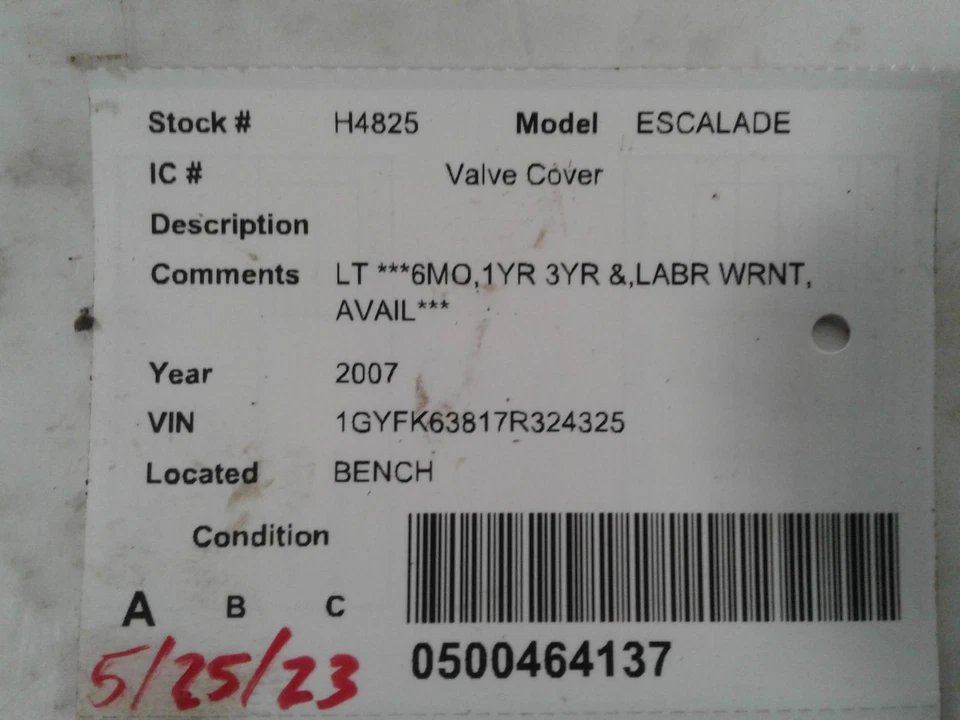 Stock # H4825 Model ESCALADE
IC # Valve Cover
Description
Comments LT ***6MO,1YR 3YR &,LABR WRNT,
AVAIL***
Year 2007
VIN 1GYFK63817R324325
Located BENCH
Condition
A B C
5/25/23 0500464137